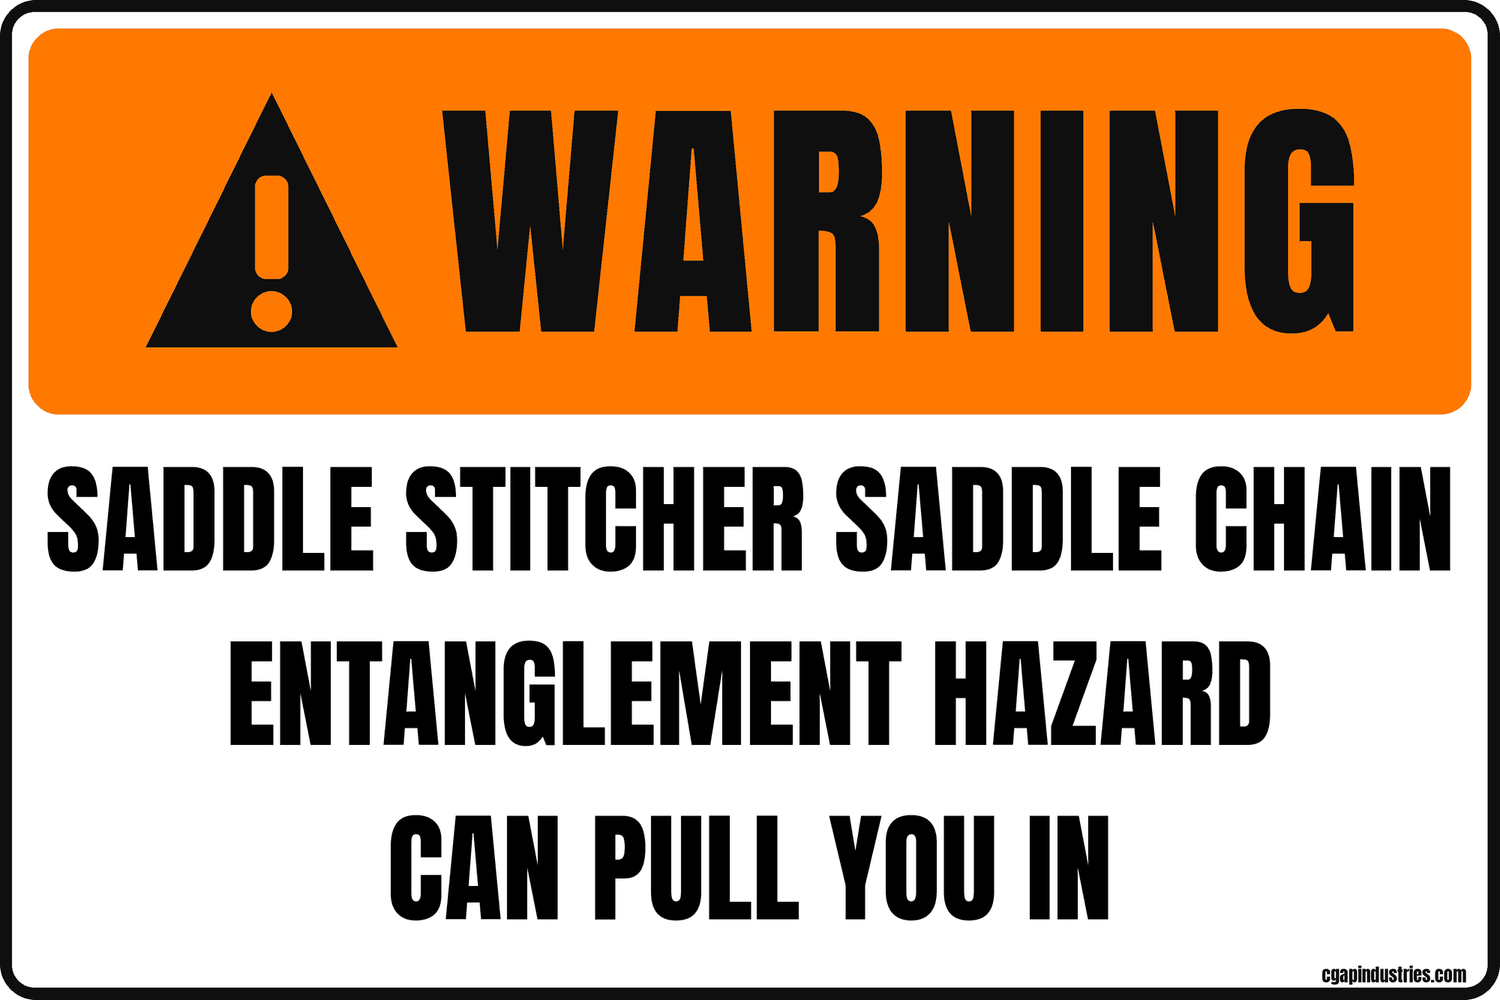 WARNING
SADDLE STITCHER SADDLE CHAIN
ENTANGLEMENT HAZARD
CAN PULL YOU IN
cgapindustries.com